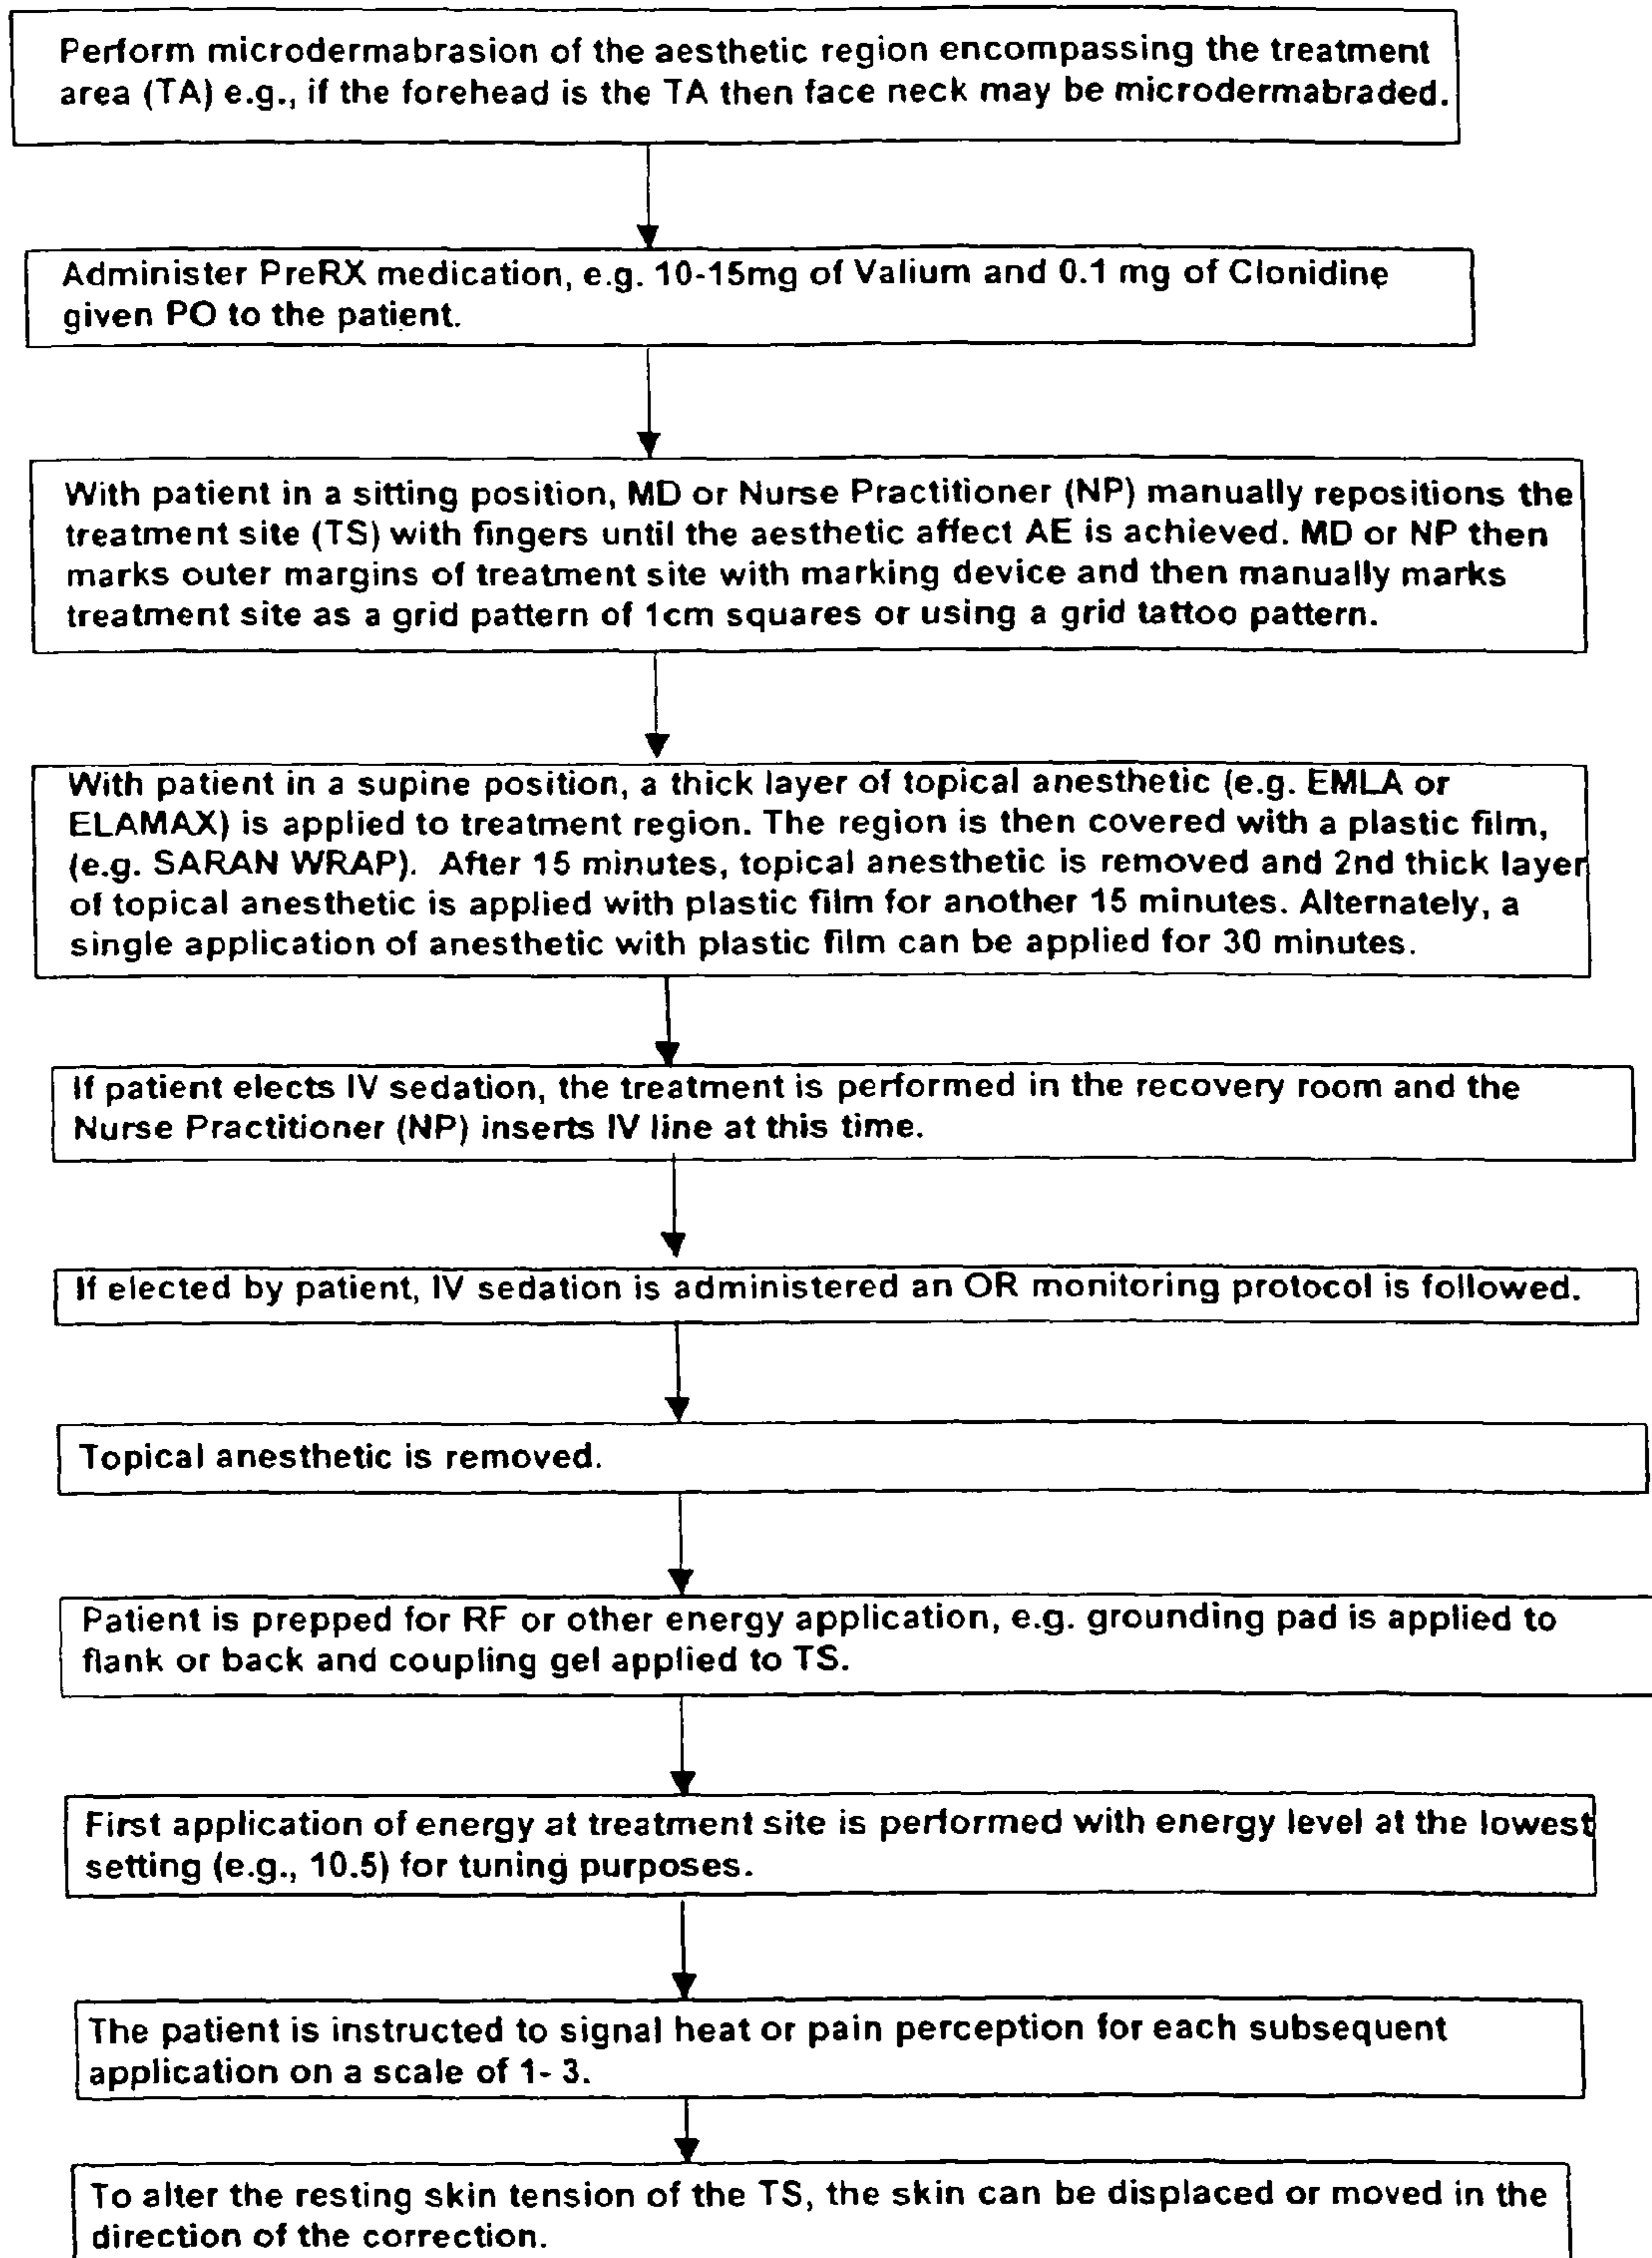 Perform microdermabrasion of the aesthetic region encompassing the treatment
area (TA) e.g., if the forehead is the TA then face neck may be microdermabraded.
Administer PreRX medication, e.g. 10-15mg of Valium and 0.1 mg of Clonidine
given PO to the patient.
With patient in a sitting position, MD or Nurse Practitioner (NP) manually repositions the
treatment site (TS) with fingers until the aesthetic affect AE is achieved. MD or NP then
marks outer margins of treatment site with marking device and then manually marks
treatment site as a grid pattern of 1cm squares or using a grid tattoo pattern.
With patient in a supine position, a thick layer of topical anesthetic (e.g. EMLA or
ELAMAX) is applied to treatment region. The region is then covered with a plastic film,
(e.g. SARAN WRAP). After 15 minutes, topical anesthetic is removed and 2nd thick layer
of topical anesthetic is applied with plastic film for another 15 minutes. Alternately, a
single application of anesthetic with plastic film can be applied for 30 minutes.
If patient elects IV sedation, the treatment is performed in the recovery room and the
Nurse Practitioner (NP) inserts IV line at this time.
If elected by patient, IV sedation is administered an OR monitoring protocol is followed.
Topical anesthetic is removed.
Patient is prepped for RF or other energy application, e.g. grounding pad is applied to
flank or back and coupling gel applied to TS.
First application of energy at treatment site is performed with energy level at the lowest
setting (e.g., 10.5) for tuning purposes.
The patient is instructed to signal heat or pain perception for each subsequent
application on a scale of 1- 3.
To alter the resting skin tension of the TS, the skin can be displaced or moved in the
direction of the correction.